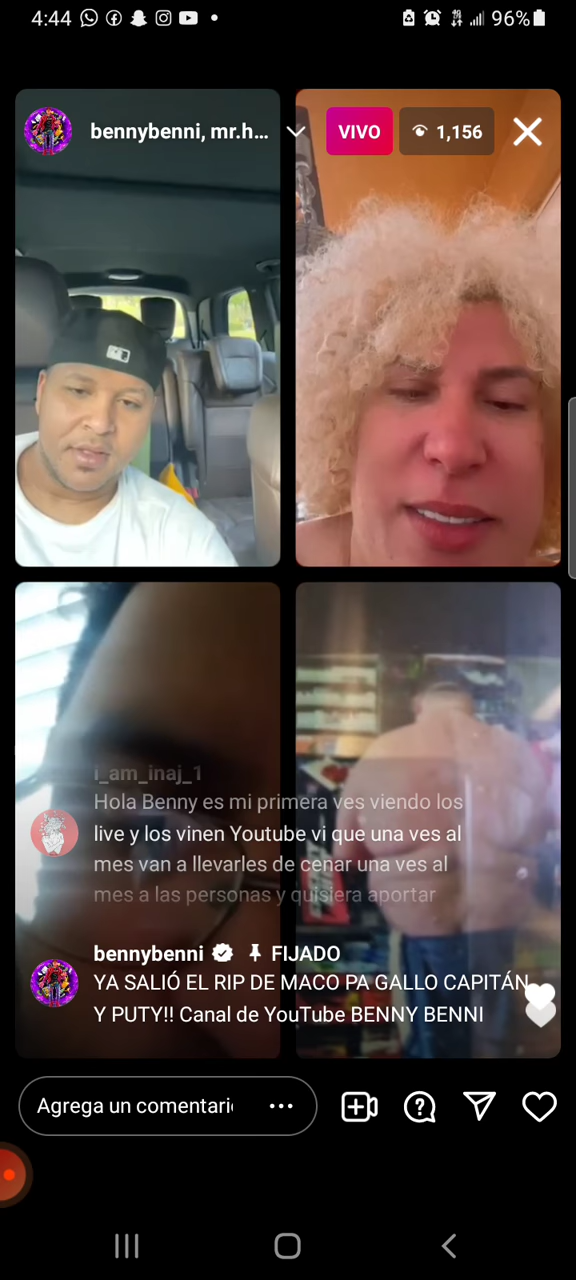 4:44
96%
bennybenni, mr.h...
VIVO
1,156
i_am_inaj_1
Hola Benny es mi primera ves viendo los
live y los vinen Youtube vi que una ves al
mes van a llevarles de cenar una ves al
mes a las personas y quisiera aportar
bennybenni FIJADO
YA SALIÓ EL RIP DE MACO PA GALLO CAPITÁN
Y PUTY!! Canal de YouTube BENNY BENNI
Agrega un comentari